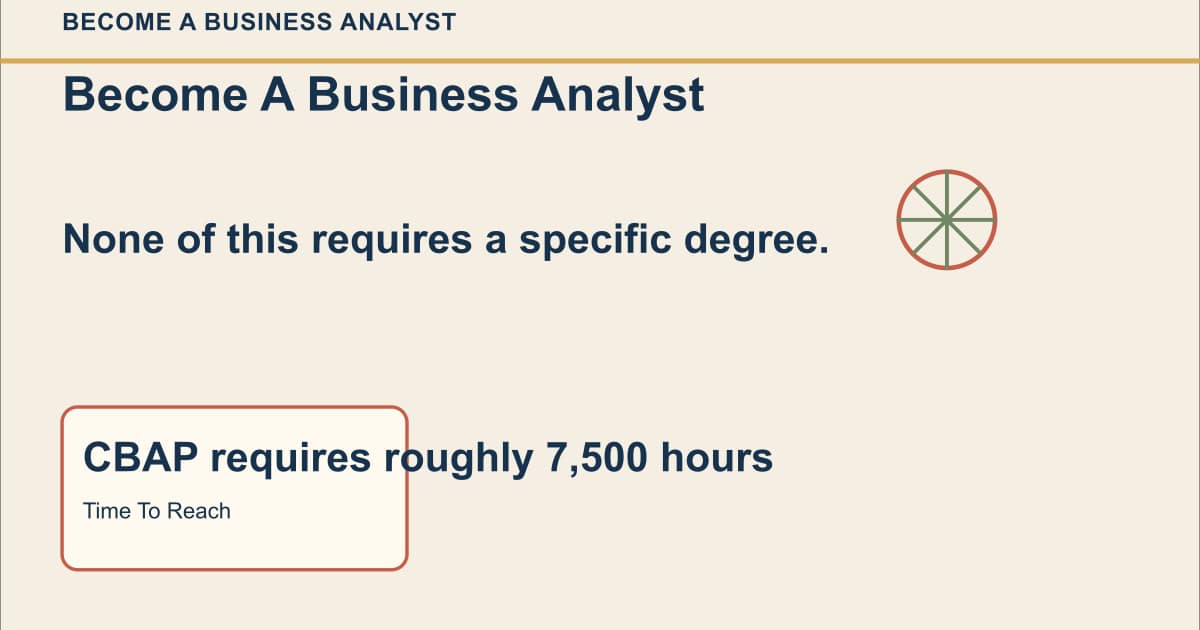 BECOME A BUSINESS ANALYST
Become A Business Analyst
None of this requires a specific degree.
CBAP requires roughly 7,500 hours
Time To Reach